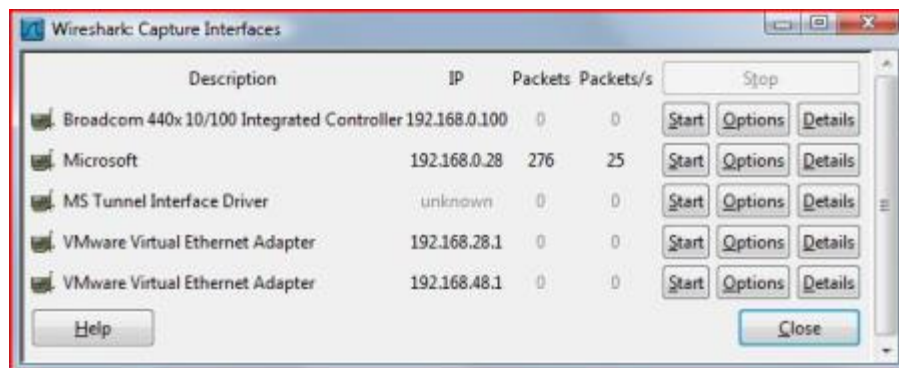 Wireshark: Capture Interfaces
Description IP Packets Packets/s Stop
Broadcom 440x 10/100 Integrated Controller 192.168.0.100 0 0 Start Options Details
Microsoft 192.168.0.28 276 25 Start Options Details
MS Tunnel Interface Driver unknown 0 0 Start Options Details
VMware Virtual Ethernet Adapter 192.168.28.1 0 0 Start Options Details
VMware Virtual Ethernet Adapter 192.168.48.1 0 0 Start Options Details
Help Close